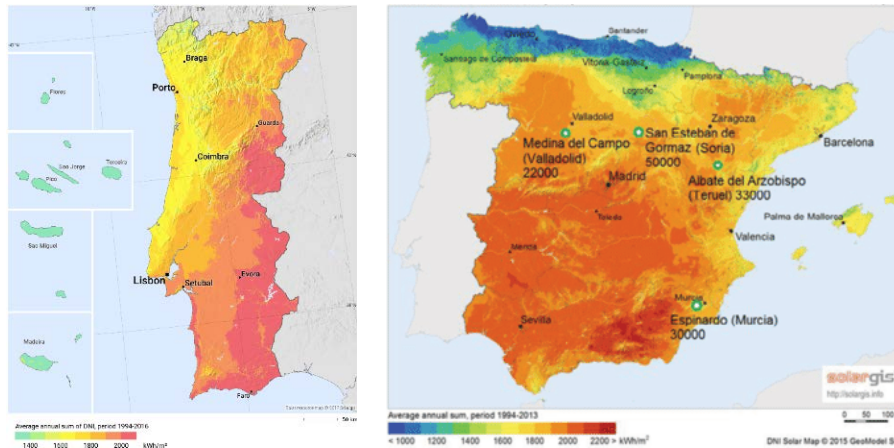 Braga
Porto
Guarda
Coimbra
Lisbon
Setubal
Evora
Faro
Flores
Sao Jorge
Terceira
Pico
Sao Miguel
Madeira
Average annual sum of DNI, period 1994-2016
1400 1600 1800 2000 kWh/m²
Oviedo
Santander
Santiago de Compostela
Vitoria-Gasteiz
Pamplona
Logroño
Valladolid
Zaragoza
Barcelona
Medina del Campo
(Valladolid)
22000
San Esteban de
Gormaz (Soria)
50000
Albate del Arzobispo
(Teruel) 33000
Madrid
Toledo
Palma de Mallorca
Valencia
Merida
Murcia
Sevilla
Espinardo (Murcia)
30000
solargis
http://solargis.info
Average annual sum, period 1994-2013
< 1000 1200 1400 1600 1800 2000 2200 > kWh/m²
0 50 100
DNI Solar Map © 2015 GeoModel